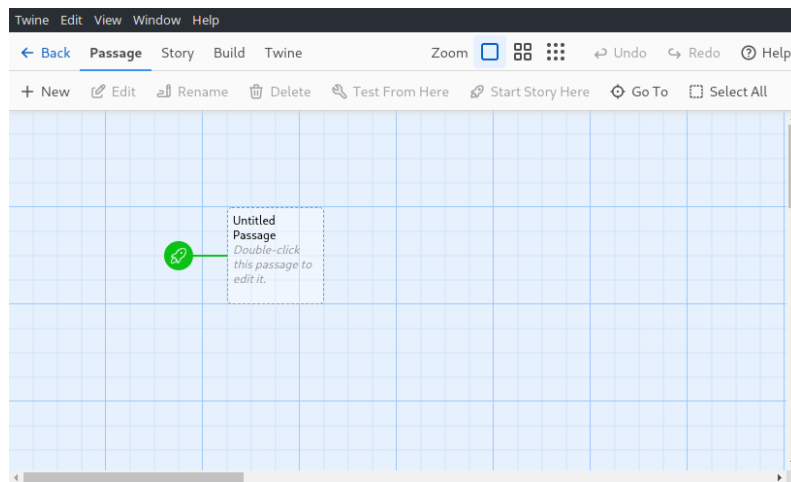 Twine Edit View Window Help
← Back Passage Story Build Twine Zoom Undo Redo Help
+ New Edit Rename Delete Test From Here Start Story Here Go To Select All
Untitled
Passage
Double-click
this passage to
edit it.